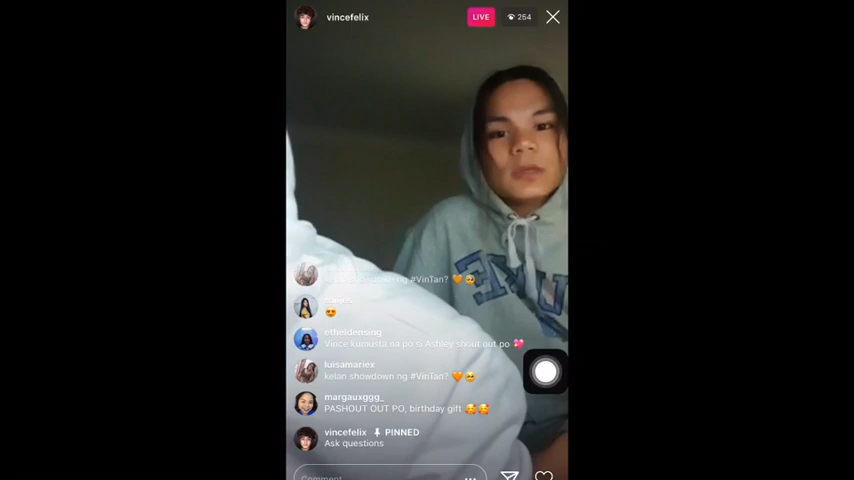 vincefelix
LIVE
254
#VinTan? 🧡🥺
😍
etheldensing
Vince kumusta na po si Ashley shout out po 💖
luisamariex
kelan showdown ng #VinTan? 🧡🥺
margauxggg_
PASHOUT OUT PO, birthday gift 🥰🥰
vincefelix PINNED
Ask questions
Comment